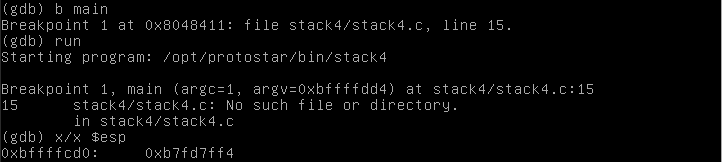 (gdb) b main
Breakpoint 1 at 0x8048411: file stack4/stack4.c, line 15.
(gdb) run
Starting program: /opt/protostar/bin/stack4
Breakpoint 1, main (argc=1, argv=0xbffffdd4) at stack4/stack4.c:15
15 stack4/stack4.c: No such file or directory.
in stack4/stack4.c
(gdb) x/x $esp
0xbffffcd0: 0xb7fd7ff4